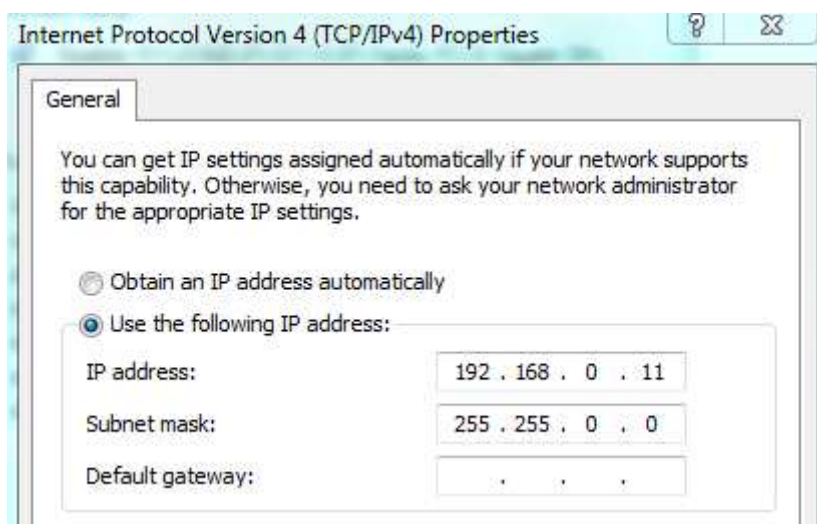 Internet Protocol Version 4 (TCP/IPv4) Properties
General
You can get IP settings assigned automatically if your network supports
this capability. Otherwise, you need to ask your network administrator
for the appropriate IP settings.
Obtain an IP address automatically
Use the following IP address:
IP address: 192 . 168 . 0 . 11
Subnet mask: 255 . 255 . 0 . 0
Default gateway: . . .